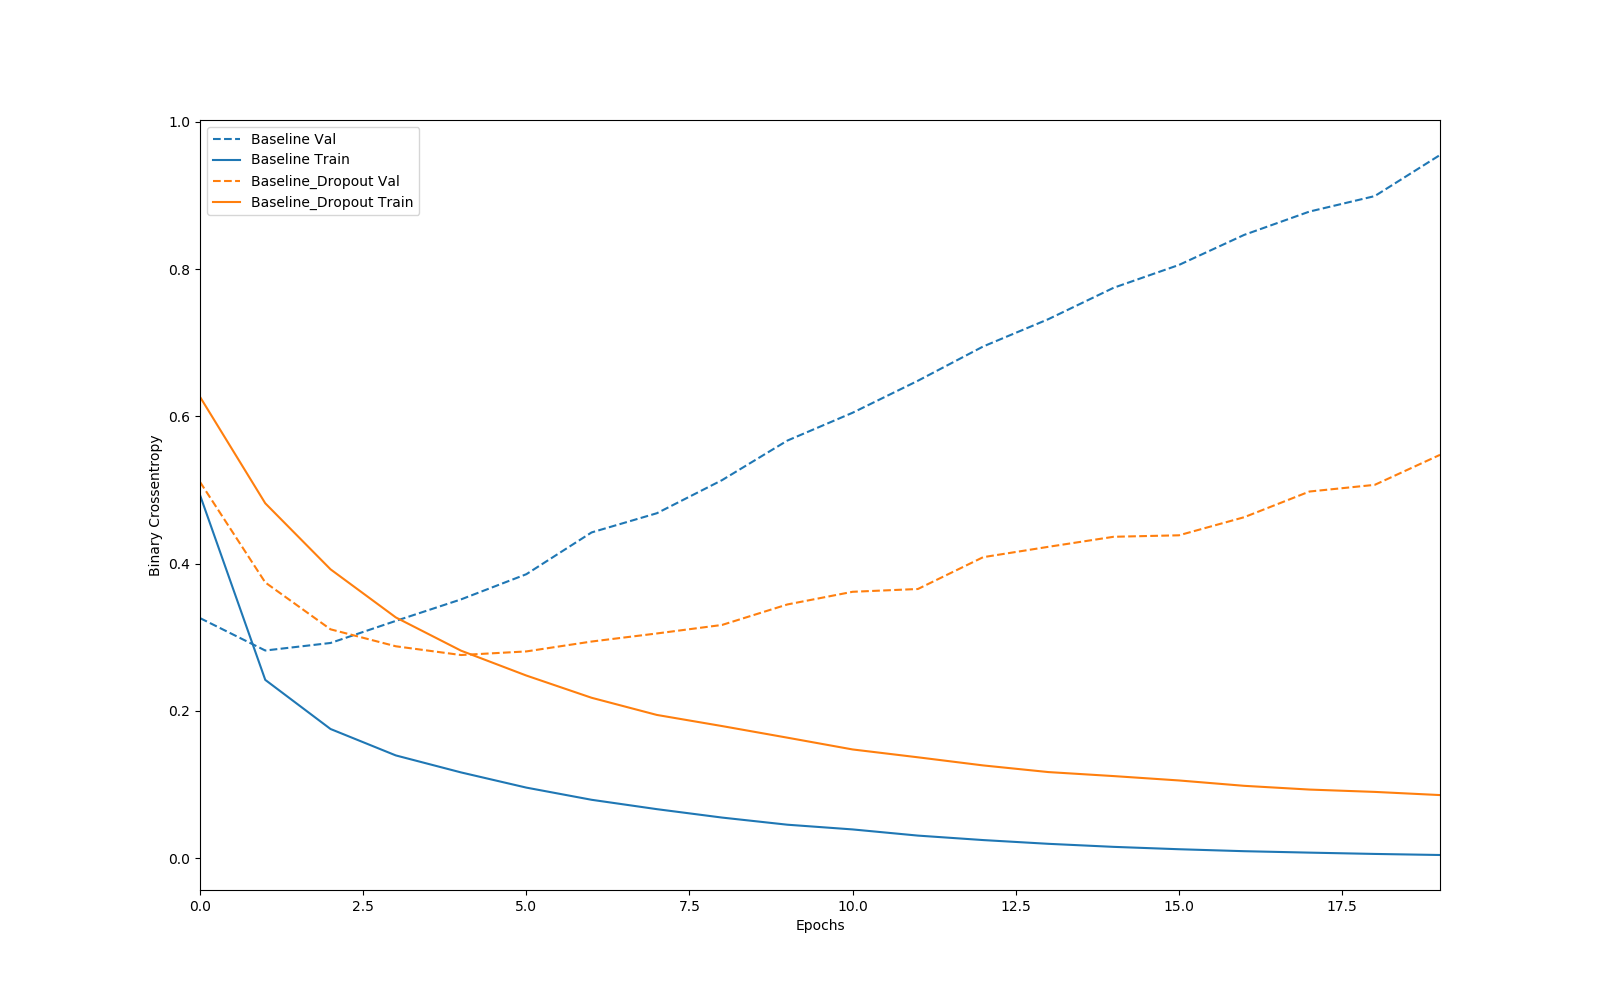 Baseline Val
Baseline Train
Baseline_Dropout Val
Baseline_Dropout Train
1.0
0.8
0.6
0.4
0.2
0.0
Binary Crossentropy
0.0 2.5 5.0 7.5 10.0 12.5 15.0 17.5
Epochs